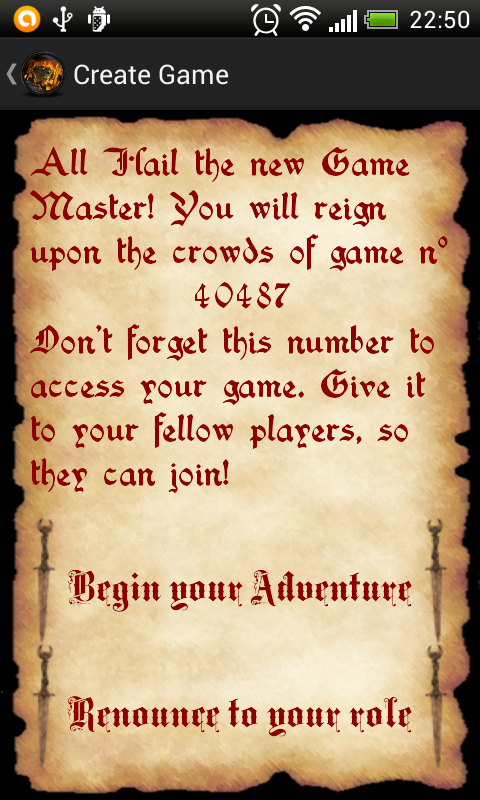 22:50
Create Game
All Hail the new Game
Master! You will reign
upon the crowds of game n°
40487
Don't forget this number to
access your game. Give it
to your fellow players, so
they can join!
Begin your Adventure
Renounce to your role